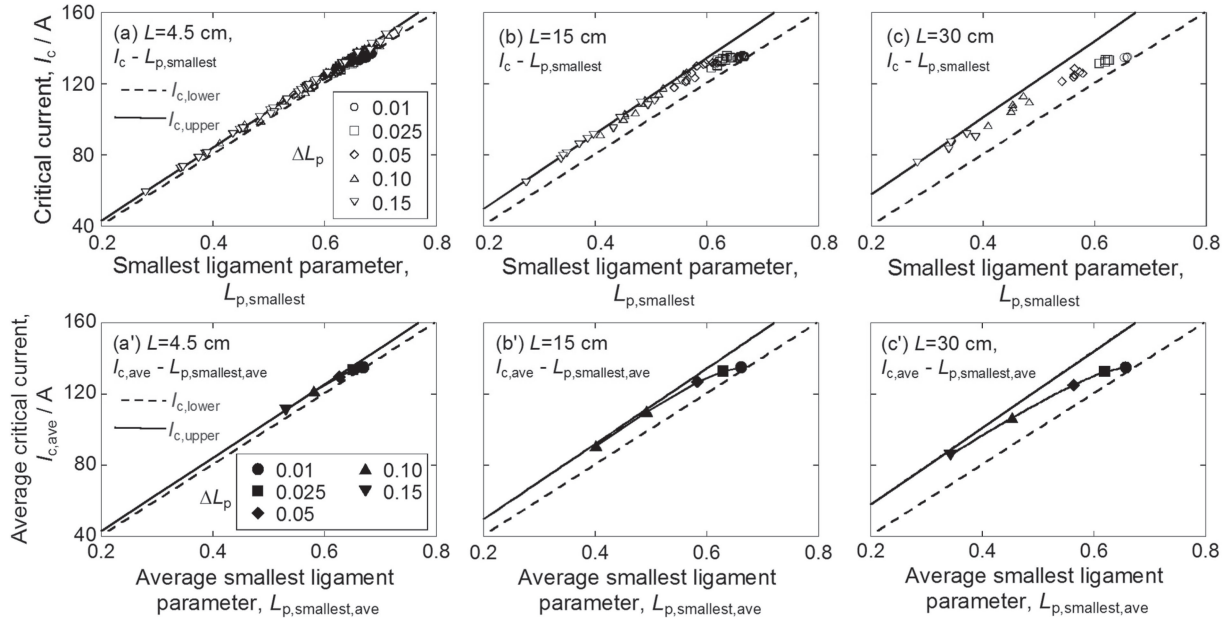 (a) L=4.5 cm,
Ic - Lp,smallest
Ic,lower
Ic,upper
ΔLp
0.01
0.025
0.05
0.10
0.15
Critical current, Ic / A
160
120
80
40
0.2 0.4 0.6 0.8
Smallest ligament parameter,
Lp,smallest
(b) L=15 cm
Ic - Lp,smallest
0.2 0.4 0.6 0.8
Smallest ligament parameter,
Lp,smallest
(c) L=30 cm
Ic - Lp,smallest
0.2 0.4 0.6 0.8
Smallest ligament parameter,
Lp,smallest
(a') L=4.5 cm
Ic,ave - Lp,smallest,ave
Ic,lower
Ic,upper
ΔLp
0.01 0.10
0.025 0.15
0.05
Average critical current,
Ic,ave / A
160
120
80
40
0.2 0.4 0.6 0.8
Average smallest ligament
parameter, Lp,smallest,ave
(b') L=15 cm
Ic,ave - Lp,smallest,ave
0.2 0.4 0.6 0.8
Average smallest ligament
parameter, Lp,smallest,ave
(c') L=30 cm,
Ic,ave - Lp,smallest,ave
0.2 0.4 0.6 0.8
Average smallest ligament
parameter, Lp,smallest,ave